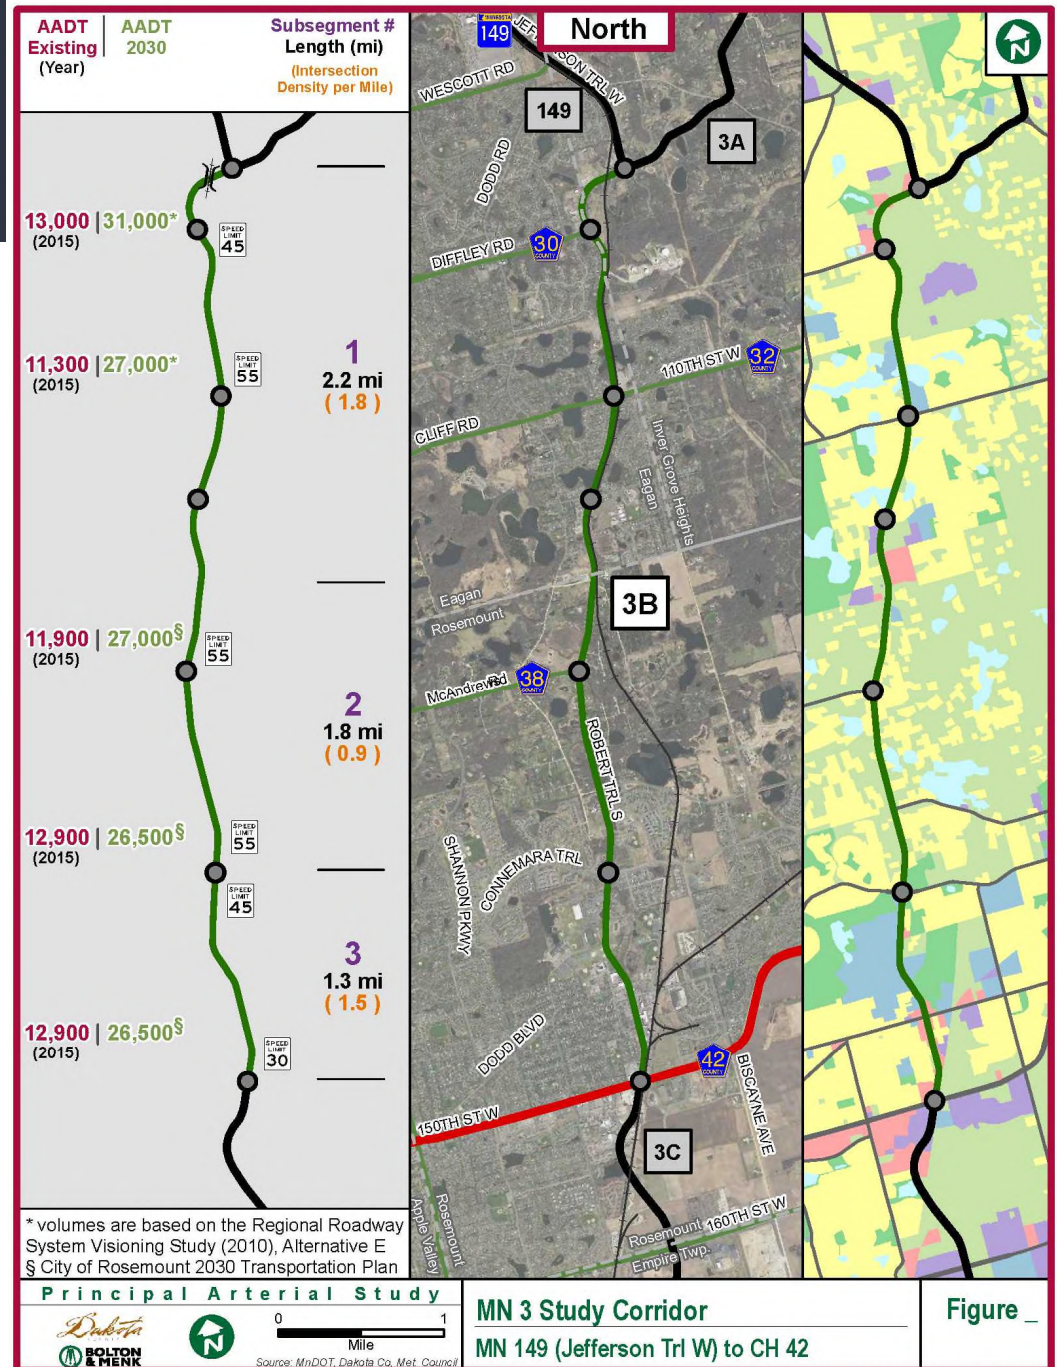 AADT Existing (Year) | AADT 2030
Subsegment #
Length (mi)
(Intersection
Density per Mile)
13,000 | 31,000*
(2015)
SPEED LIMIT 45
11,300 | 27,000*
(2015)
SPEED LIMIT 55
1
2.2 mi
( 1.8 )
11,900 | 27,000§
(2015)
SPEED LIMIT 55
2
1.8 mi
( 0.9 )
12,900 | 26,500§
(2015)
SPEED LIMIT 55
SPEED LIMIT 45
3
1.3 mi
( 1.5 )
12,900 | 26,500§
(2015)
SPEED LIMIT 30
* volumes are based on the Regional Roadway
System Visioning Study (2010), Alternative E
§ City of Rosemount 2030 Transportation Plan
North
MINNESOTA
149
JEFFERSON TRL W
WESCOTT RD
149
3A
DODD RD
DIFFLEY RD
30
COUNTY
110TH ST W
32
COUNTY
CLIFF RD
Inver Grove Heights
Eagan
Eagan
Rosemount
3B
McAndrews Rd
38
COUNTY
ROBERT TRL S
SHANNON PKWY
CONNEMARA TRL
DODD BLVD
42
COUNTY
BISCAYNE AVE
150TH ST W
3C
Rosemount
Apple Valley
160TH ST W
Rosemount
Empire Twp.
N
Principal Arterial Study
Dakota
BOLTON
& MENK
N
0 1
Mile
Source: MnDOT, Dakota Co, Met. Council
MN 3 Study Corridor
MN 149 (Jefferson Trl W) to CH 42
Figure _